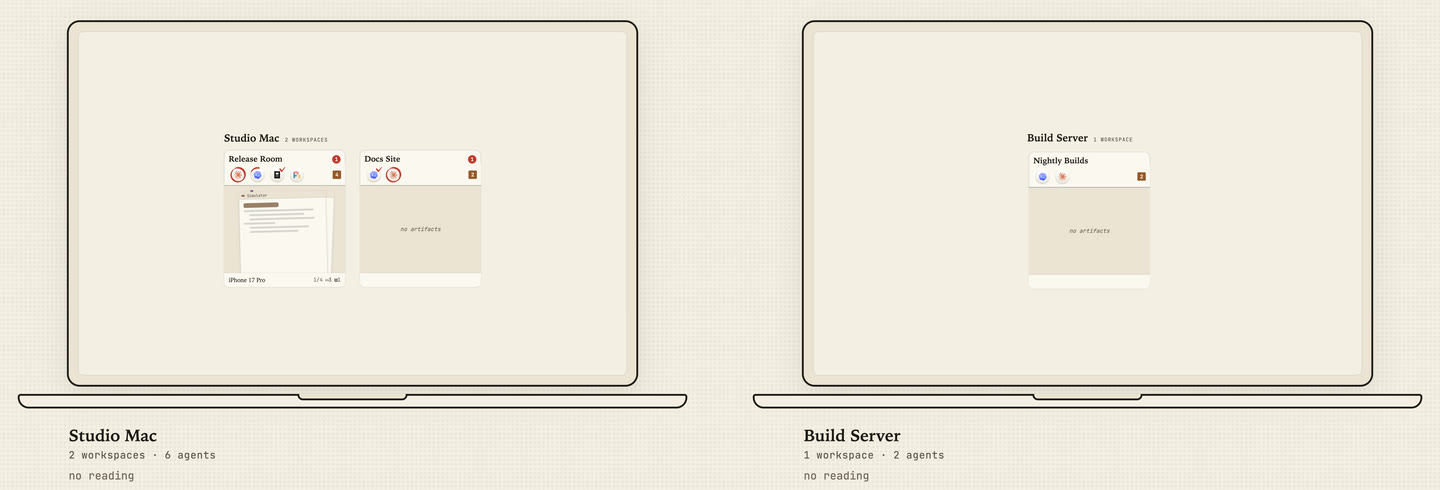 Studio Mac 2 WORKSPACES
Release Room 1
4
Simulator
iPhone 17 Pro 1/4
Docs Site 1
2
no artifacts
Studio Mac
2 workspaces · 6 agents
no reading
Build Server 1 WORKSPACE
Nightly Builds
2
no artifacts
Build Server
1 workspace · 2 agents
no reading